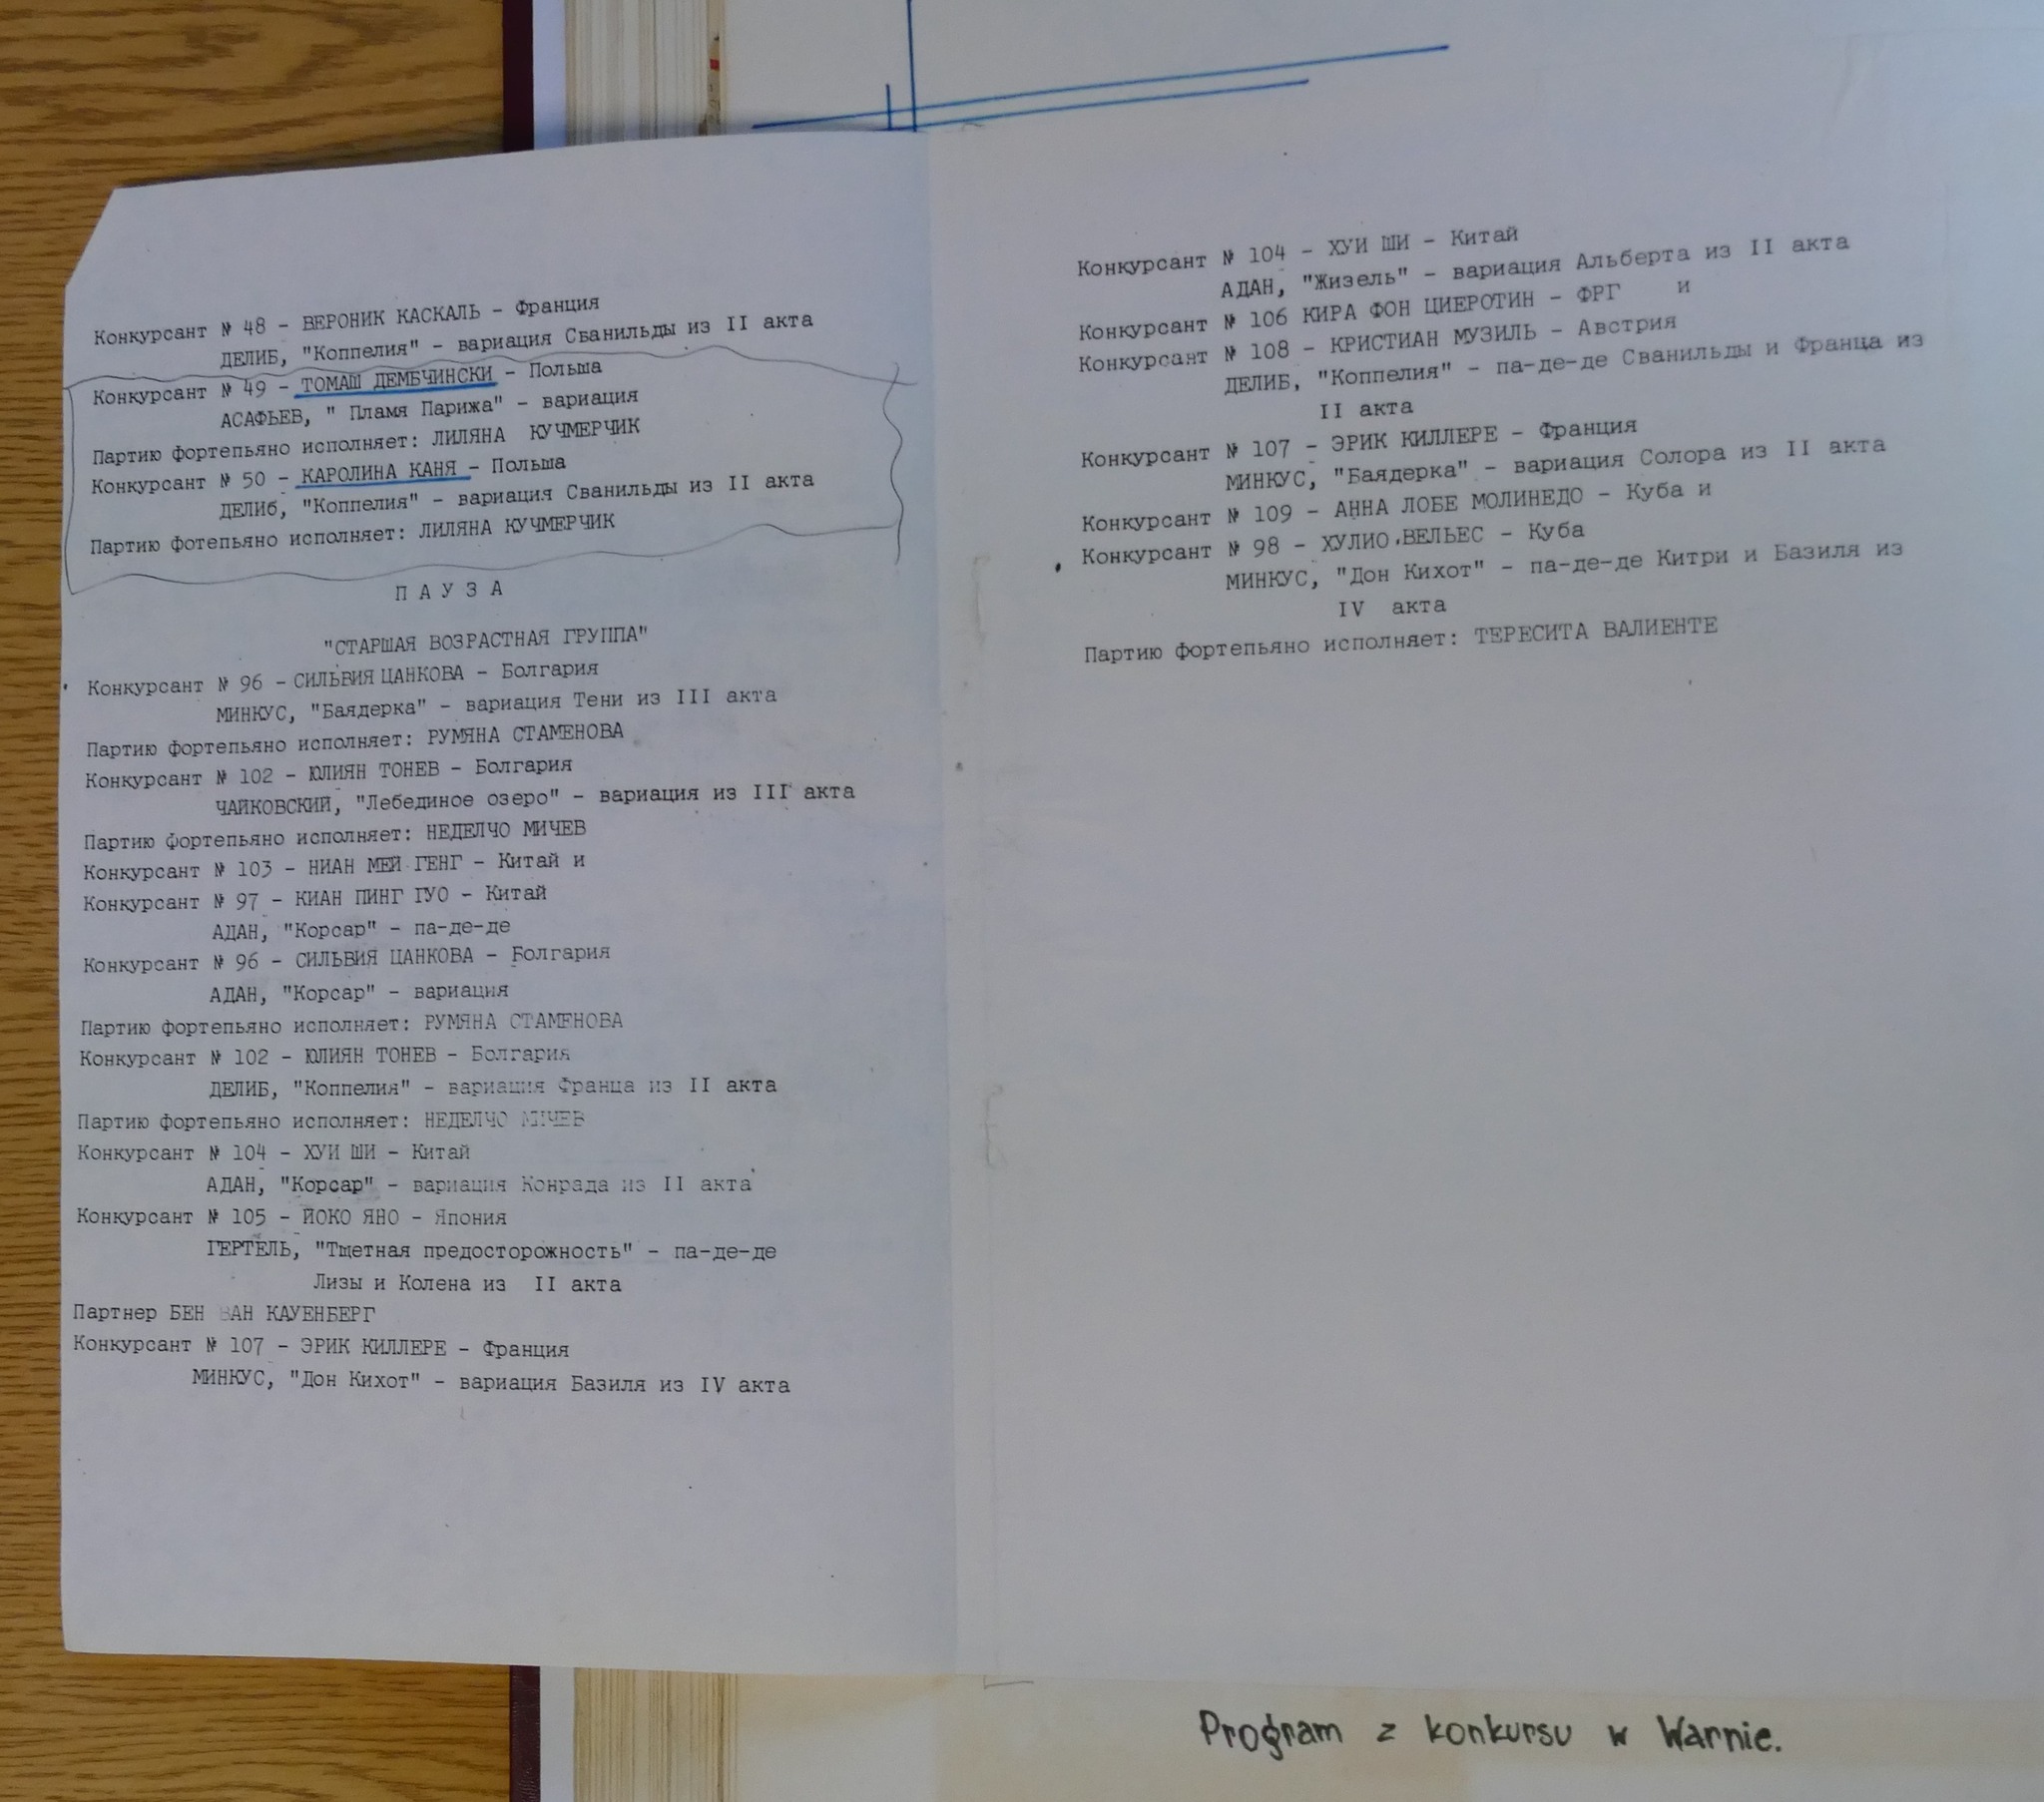 Конкурсант № 48 - ВЕРОНИК КАСКАЛЬ - Франция
ДЕЛИБ, "Коппелия" - вариация Сванильды из II акта
Конкурсант № 49 - ТОМАШ ДЕМБЧИНСКИ - Польша
АСАФЬЕВ, " Пламя Парижа" - вариация
Партию фортепьяно исполняет: ЛИЛЯНА КУЧМЕРЧИК
Конкурсант № 50 - КАРОЛИНА КАНЯ - Польша
ДЕЛИб, "Коппелия" - вариация Сванильды из II акта
Партию фотепьяно исполняет: ЛИЛЯНА КУЧМЕРЧИК
П А У З А
"СТАРШАЯ ВОЗРАСТНАЯ ГРУППА"
Конкурсант № 96 - СИЛЬВИЯ ЦАНКОВА - Болгария
МИНКУС, "Баядерка" - вариация Тени из III акта
Партию фортепьяно исполняет: РУМЯНА СТАМЕНОВА
Конкурсант № 102 - ЮЛИЯН ТОНЕВ - Болгария
ЧАЙКОВСКИЙ, "Лебединое озеро" - вариация из III акта
Партию фортепьяно исполняет: НЕДЕЛЧО МИЧЕВ
Конкурсант № 103 - НИАН МЕЙ ГЕНГ - Китай и
Конкурсант № 97 - КИАН ПИНГ ГУО - Китай
АДАН, "Корсар" - па-де-де
Конкурсант № 96 - СИЛЬВИЯ ЦАНКОВА - Болгария
АДАН, "Корсар" - вариация
Партию фортепьяно исполняет: РУМЯНА СТАМЕНОВА
Конкурсант № 102 - ЮЛИЯН ТОНЕВ - Болгария
ДЕЛИБ, "Коппелия" - вариация Франца из II акта
Партию фортепьяно исполняет: НЕДЕЛЧО МИЧЕВ
Конкурсант № 104 - ХУИ ШИ - Китай
АДАН, "Корсар" - вариация Конрада из II акта
Конкурсант № 105 - ЙОКО ЯНО - Япония
ГЕРТЕЛЬ, "Тщетная предосторожность" - па-де-де
Лизы и Колена из II акта
Партнер БЕН ВАН КАУЕНБЕРГ
Конкурсант № 107 - ЭРИК КИЛЛЕРЕ - Франция
МИНКУС, "Дон Кихот" - вариация Базиля из IV акта
Конкурсант № 104 - ХУИ ШИ - Китай
АДАН, "Жизель" - вариация Альберта из II акта
Конкурсант № 106 КИРА ФОН ЦИЕРОТИН - ФРГ и
Конкурсант № 108 - КРИСТИАН МУЗИЛЬ - Австрия
ДЕЛИБ, "Коппелия" - па-де-де Сванильды и Франца из
II акта
Конкурсант № 107 - ЭРИК КИЛЛЕРЕ - Франция
МИНКУС, "Баядерка" - вариация Солора из II акта
Конкурсант № 109 - АННА ЛОБЕ МОЛИНЕДО - Куба и
Конкурсант № 98 - ХУЛИО ВЕЛЬЕС - Куба
МИНКУС, "Дон Кихот" - па-де-де Китри и Базиля из
IV акта
Партию фортепьяно исполняет: ТЕРЕСИТА ВАЛИЕНТЕ
Program z konkursu w Warnie.